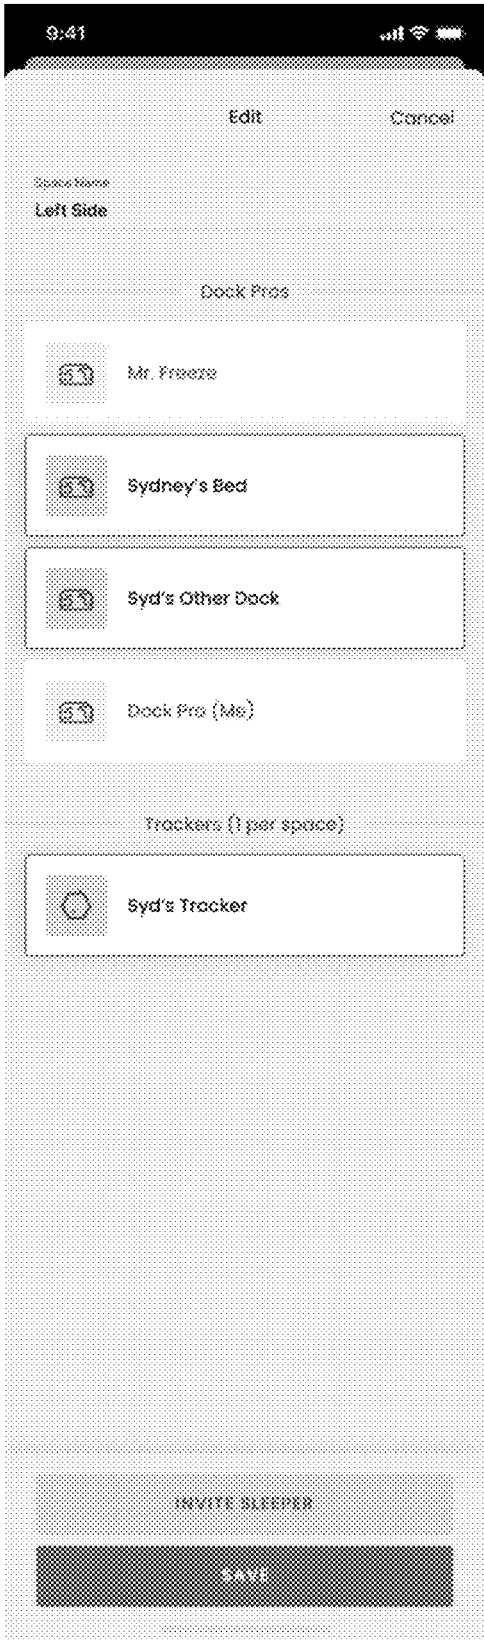 9:41
Edit
Cancel
Space Name
Left Side
Dock Pros
Mr. Freeze
Sydney's Bed
Syd's Other Dock
Dock Pro (Me)
Trackers (1 per space)
Syd's Tracker
INVITE SLEEPER
SAVE